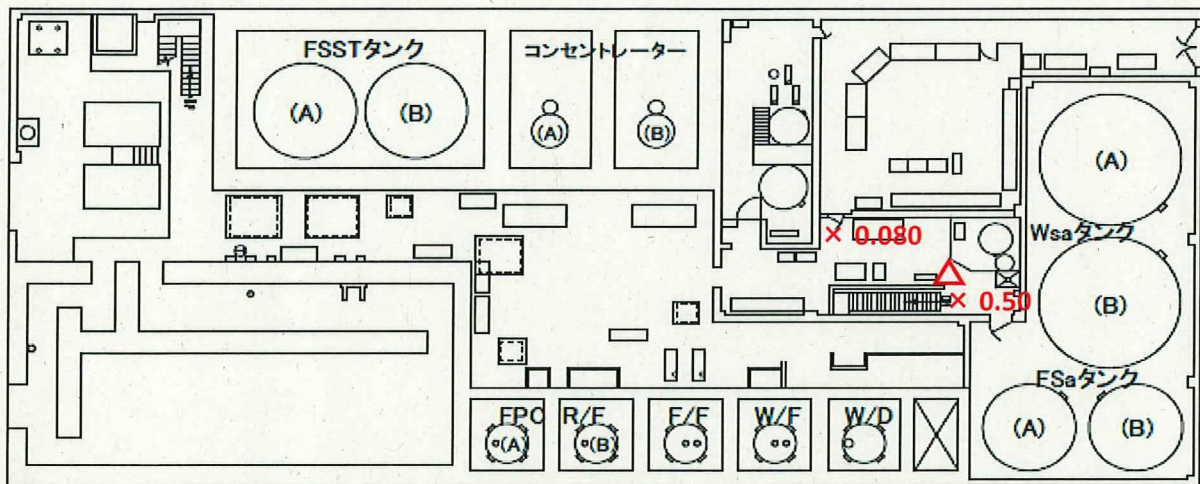 FSSTタンク
(A)
(B)
コンセントレーター
(A)
(B)
(A)
Wsaタンク
(B)
× 0.080
× 0.50
FSaタンク
(A)
(B)
FPC
(A)
R/F
(B)
F/F
W/F
W/D